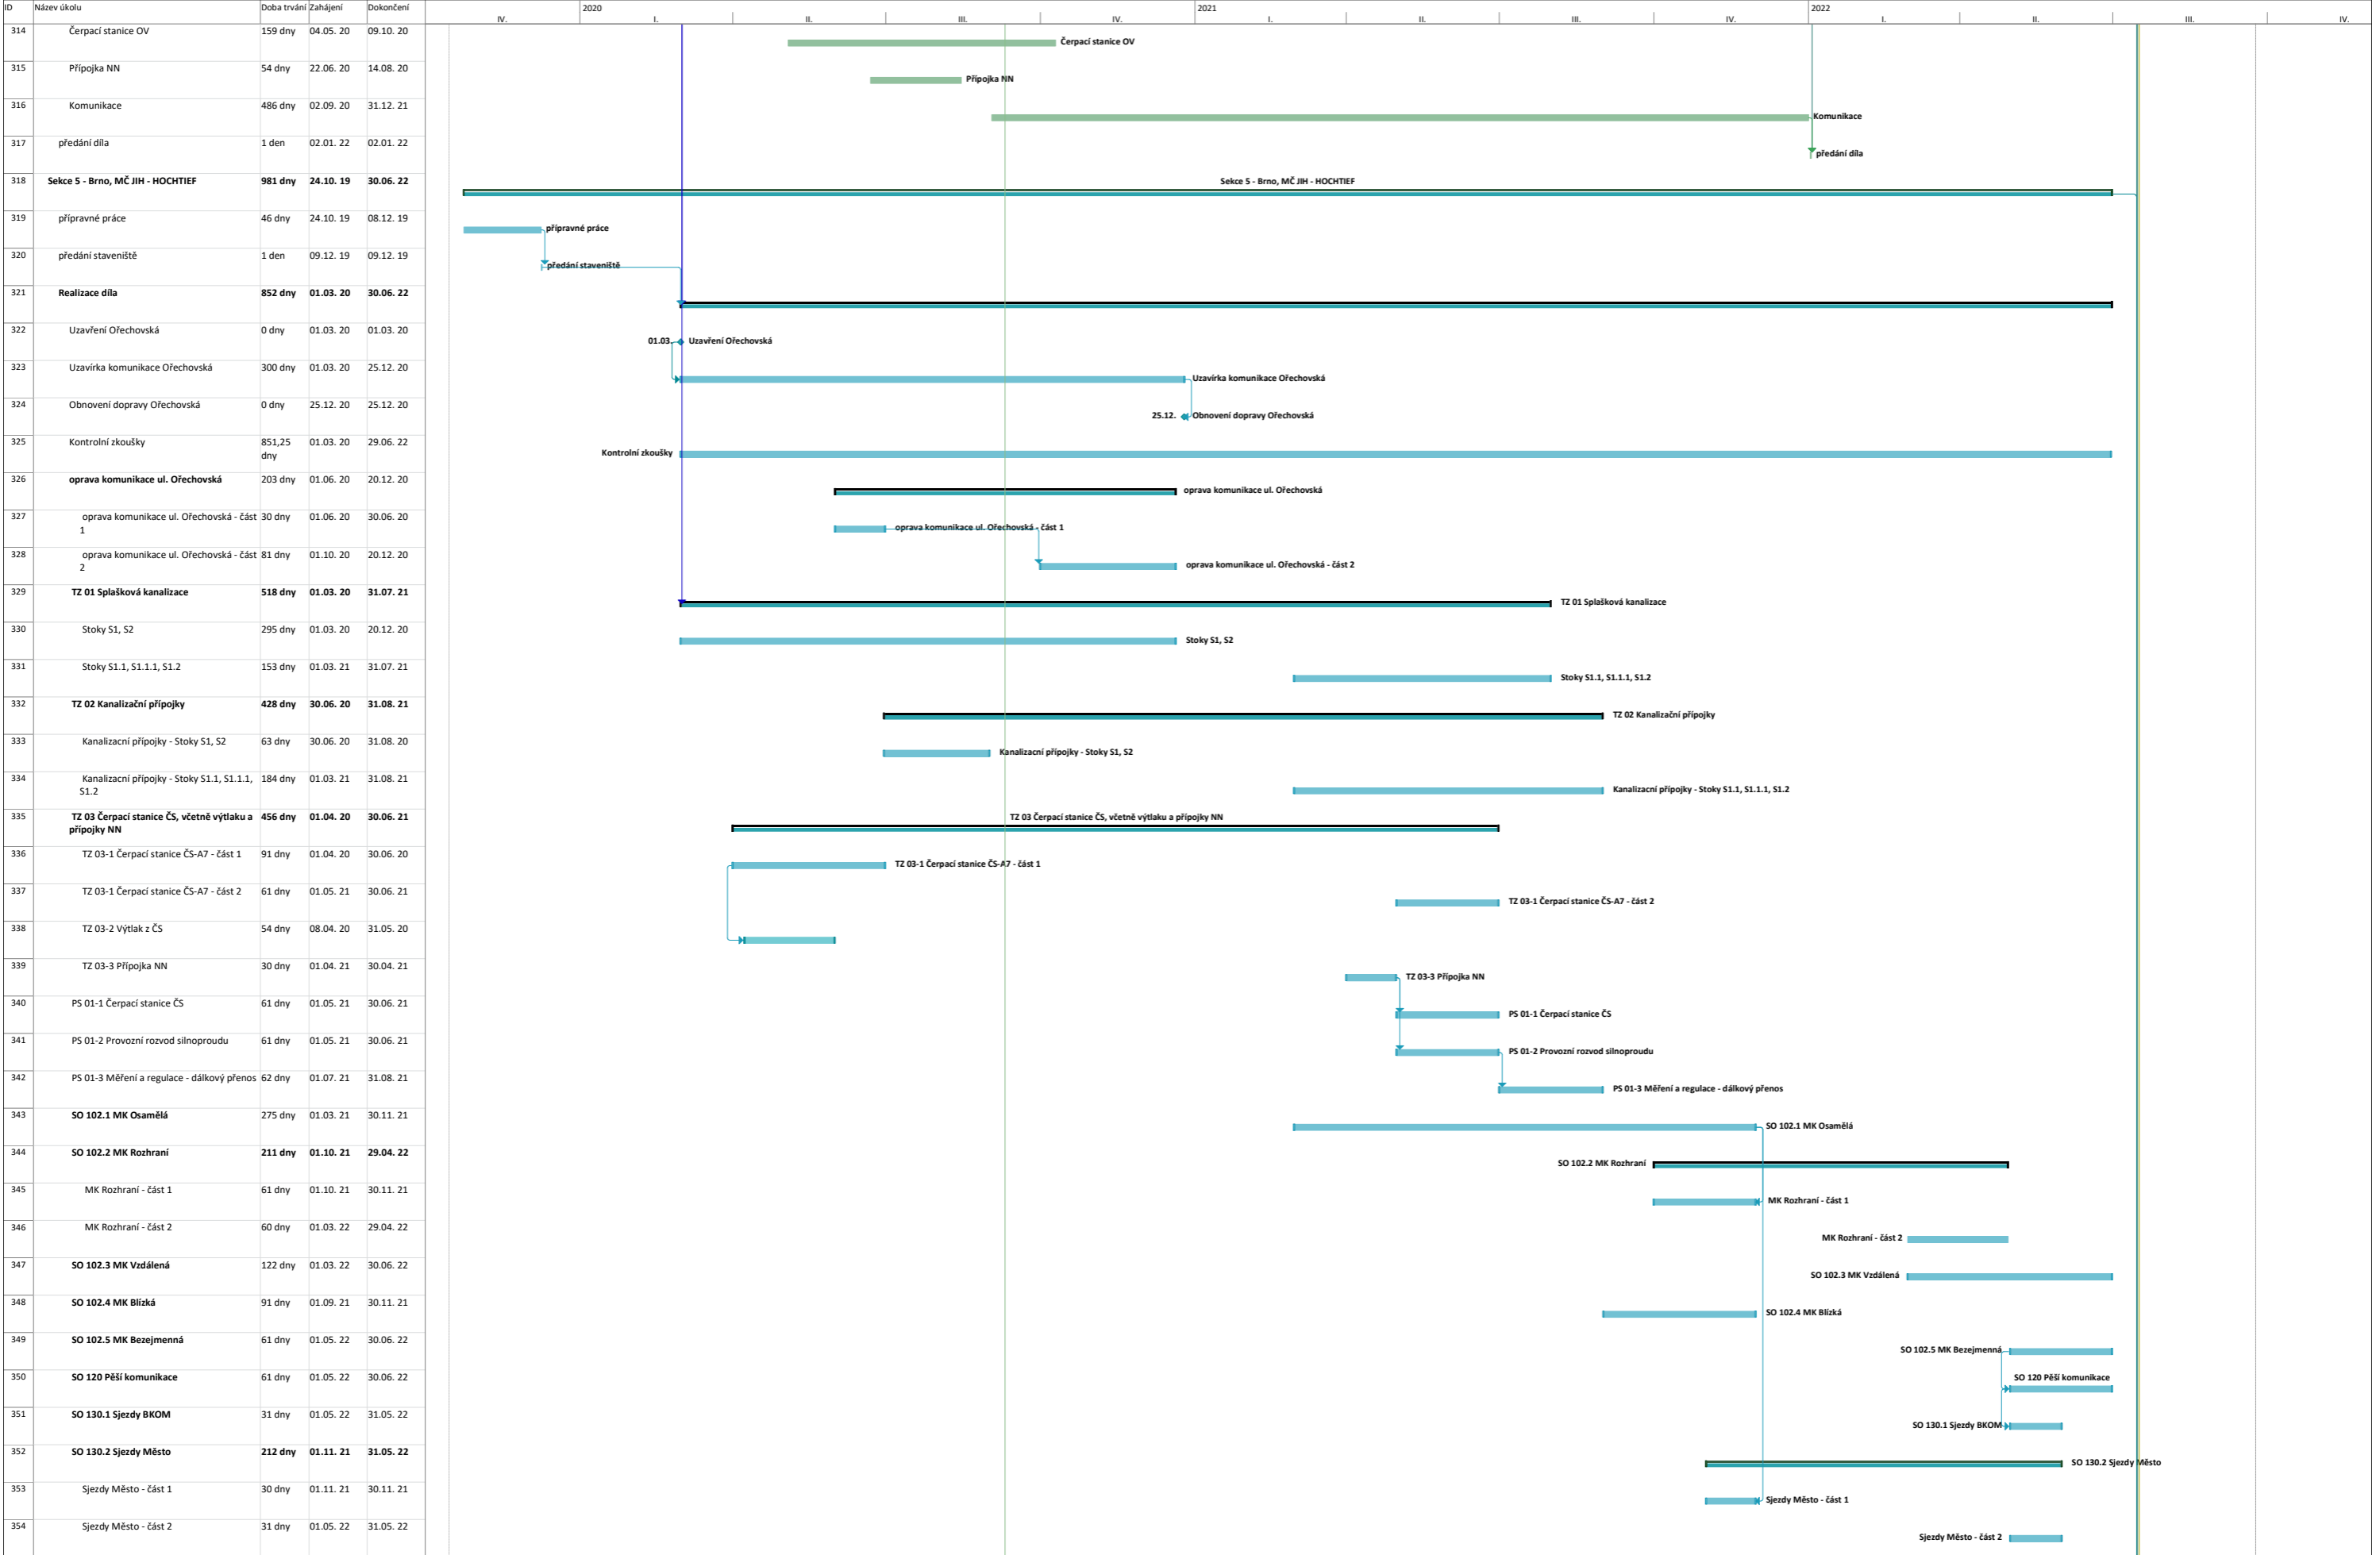 ID Název úkolu Doba trvání Zahájení Dokončení 2020 2021 2022
IV. I. II. III. IV. I. II. III. IV. I. II. III. IV.
314 Čerpací stanice OV 159 dny 04.05. 20 09.10. 20
Čerpací stanice OV
315 Přípojka NN 54 dny 22.06. 20 14.08. 20
Přípojka NN
316 Komunikace 486 dny 02.09. 20 31.12. 21
Komunikace
317 předání díla 1 den 02.01. 22 02.01. 22
předání díla
318 Sekce 5 - Brno, MČ JIH - HOCHTIEF 981 dny 24.10. 19 30.06. 22
Sekce 5 - Brno, MČ JIH - HOCHTIEF
319 přípravné práce 46 dny 24.10. 19 08.12. 19
přípravné práce
320 předání staveniště 1 den 09.12. 19 09.12. 19
předání staveniště
321 Realizace díla 852 dny 01.03. 20 30.06. 22
322 Uzavření Ořechovská 0 dny 01.03. 20 01.03. 20
01.03. Uzavření Ořechovská
323 Uzavírka komunikace Ořechovská 300 dny 01.03. 20 25.12. 20
Uzavírka komunikace Ořechovská
324 Obnovení dopravy Ořechovská 0 dny 25.12. 20 25.12. 20
25.12. Obnovení dopravy Ořechovská
325 Kontrolní zkoušky 851,25 01.03. 20 29.06. 22
dny
Kontrolní zkoušky
326 oprava komunikace ul. Ořechovská 203 dny 01.06. 20 20.12. 20
oprava komunikace ul. Ořechovská
327 oprava komunikace ul. Ořechovská - část 30 dny 01.06. 20 30.06. 20
1
oprava komunikace ul. Ořechovská - část 1
328 oprava komunikace ul. Ořechovská - část 81 dny 01.10. 20 20.12. 20
2
oprava komunikace ul. Ořechovská - část 2
329 TZ 01 Splašková kanalizace 518 dny 01.03. 20 31.07. 21
TZ 01 Splašková kanalizace
330 Stoky S1, S2 295 dny 01.03. 20 20.12. 20
Stoky S1, S2
331 Stoky S1.1, S1.1.1, S1.2 153 dny 01.03. 21 31.07. 21
Stoky S1.1, S1.1.1, S1.2
332 TZ 02 Kanalizační přípojky 428 dny 30.06. 20 31.08. 21
TZ 02 Kanalizační přípojky
333 Kanalizacní přípojky - Stoky S1, S2 63 dny 30.06. 20 31.08. 20
Kanalizacní přípojky - Stoky S1, S2
334 Kanalizacní přípojky - Stoky S1.1, S1.1.1, 184 dny 01.03. 21 31.08. 21
S1.2
Kanalizacní přípojky - Stoky S1.1, S1.1.1, S1.2
335 TZ 03 Čerpací stanice ČS, včetně výtlaku a 456 dny 01.04. 20 30.06. 21
přípojky NN
TZ 03 Čerpací stanice ČS, včetně výtlaku a přípojky NN
336 TZ 03-1 Čerpací stanice ČS-A7 - část 1 91 dny 01.04. 20 30.06. 20
TZ 03-1 Čerpací stanice ČS-A7 - část 1
337 TZ 03-1 Čerpací stanice ČS-A7 - část 2 61 dny 01.05. 21 30.06. 21
TZ 03-1 Čerpací stanice ČS-A7 - část 2
338 TZ 03-2 Výtlak z ČS 54 dny 08.04. 20 31.05. 20
339 TZ 03-3 Přípojka NN 30 dny 01.04. 21 30.04. 21
TZ 03-3 Přípojka NN
340 PS 01-1 Čerpací stanice ČS 61 dny 01.05. 21 30.06. 21
PS 01-1 Čerpací stanice ČS
341 PS 01-2 Provozní rozvod silnoproudu 61 dny 01.05. 21 30.06. 21
PS 01-2 Provozní rozvod silnoproudu
342 PS 01-3 Měření a regulace - dálkový přenos 62 dny 01.07. 21 31.08. 21
PS 01-3 Měření a regulace - dálkový přenos
343 SO 102.1 MK Osamělá 275 dny 01.03. 21 30.11. 21
SO 102.1 MK Osamělá
344 SO 102.2 MK Rozhraní 211 dny 01.10. 21 29.04. 22
SO 102.2 MK Rozhraní
345 MK Rozhraní - část 1 61 dny 01.10. 21 30.11. 21
MK Rozhraní - část 1
346 MK Rozhraní - část 2 60 dny 01.03. 22 29.04. 22
MK Rozhraní - část 2
347 SO 102.3 MK Vzdálená 122 dny 01.03. 22 30.06. 22
SO 102.3 MK Vzdálená
348 SO 102.4 MK Blízká 91 dny 01.09. 21 30.11. 21
SO 102.4 MK Blízká
349 SO 102.5 MK Bezejmenná 61 dny 01.05. 22 30.06. 22
SO 102.5 MK Bezejmenná
350 SO 120 Pěší komunikace 61 dny 01.05. 22 30.06. 22
SO 120 Pěší komunikace
351 SO 130.1 Sjezdy BKOM 31 dny 01.05. 22 31.05. 22
SO 130.1 Sjezdy BKOM
352 SO 130.2 Sjezdy Město 212 dny 01.11. 21 31.05. 22
SO 130.2 Sjezdy Město
353 Sjezdy Město - část 1 30 dny 01.11. 21 30.11. 21
Sjezdy Město - část 1
354 Sjezdy Město - část 2 31 dny 01.05. 22 31.05. 22
Sjezdy Město - část 2